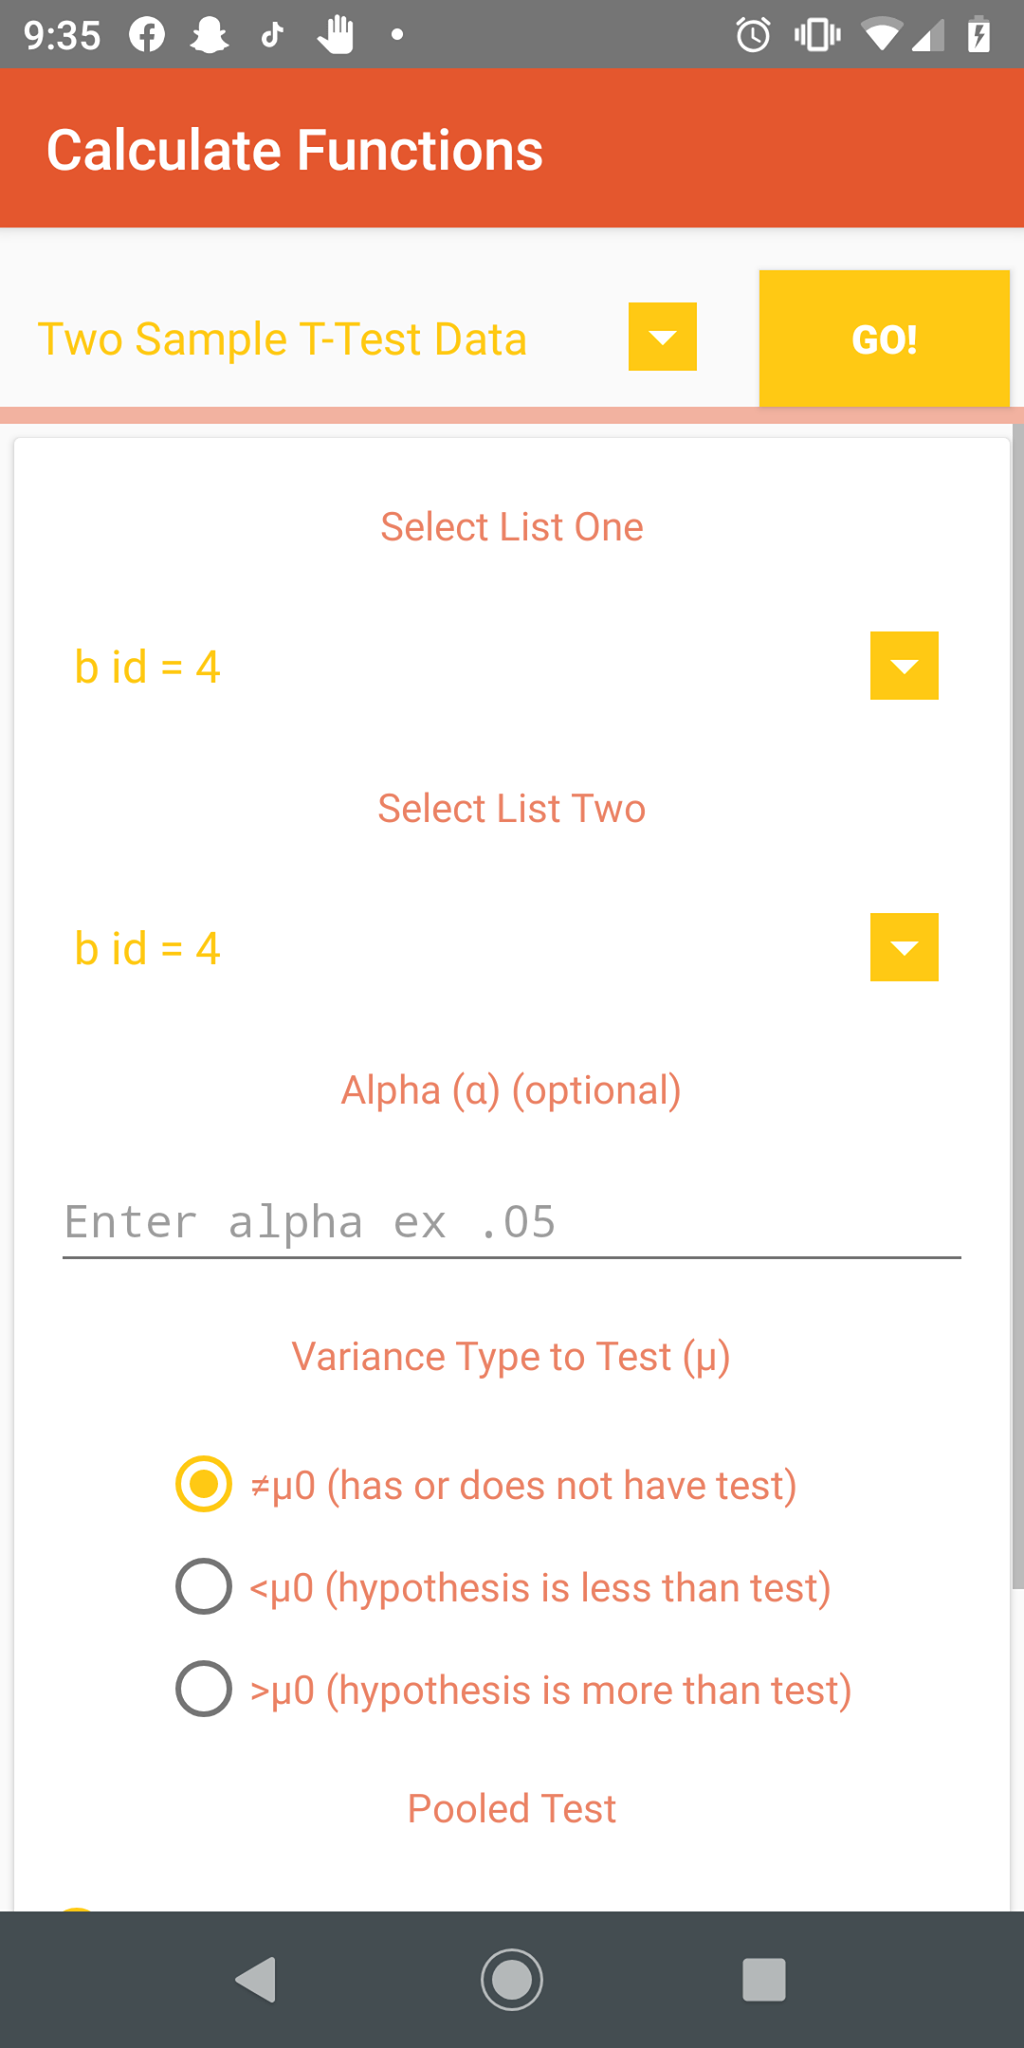 9:35
Calculate Functions
Two Sample T-Test Data
GO!
Select List One
b id = 4
Select List Two
b id = 4
Alpha (α) (optional)
Enter alpha ex .05
Variance Type to Test (μ)
≠μ0 (has or does not have test)
<μ0 (hypothesis is less than test)
>μ0 (hypothesis is more than test)
Pooled Test